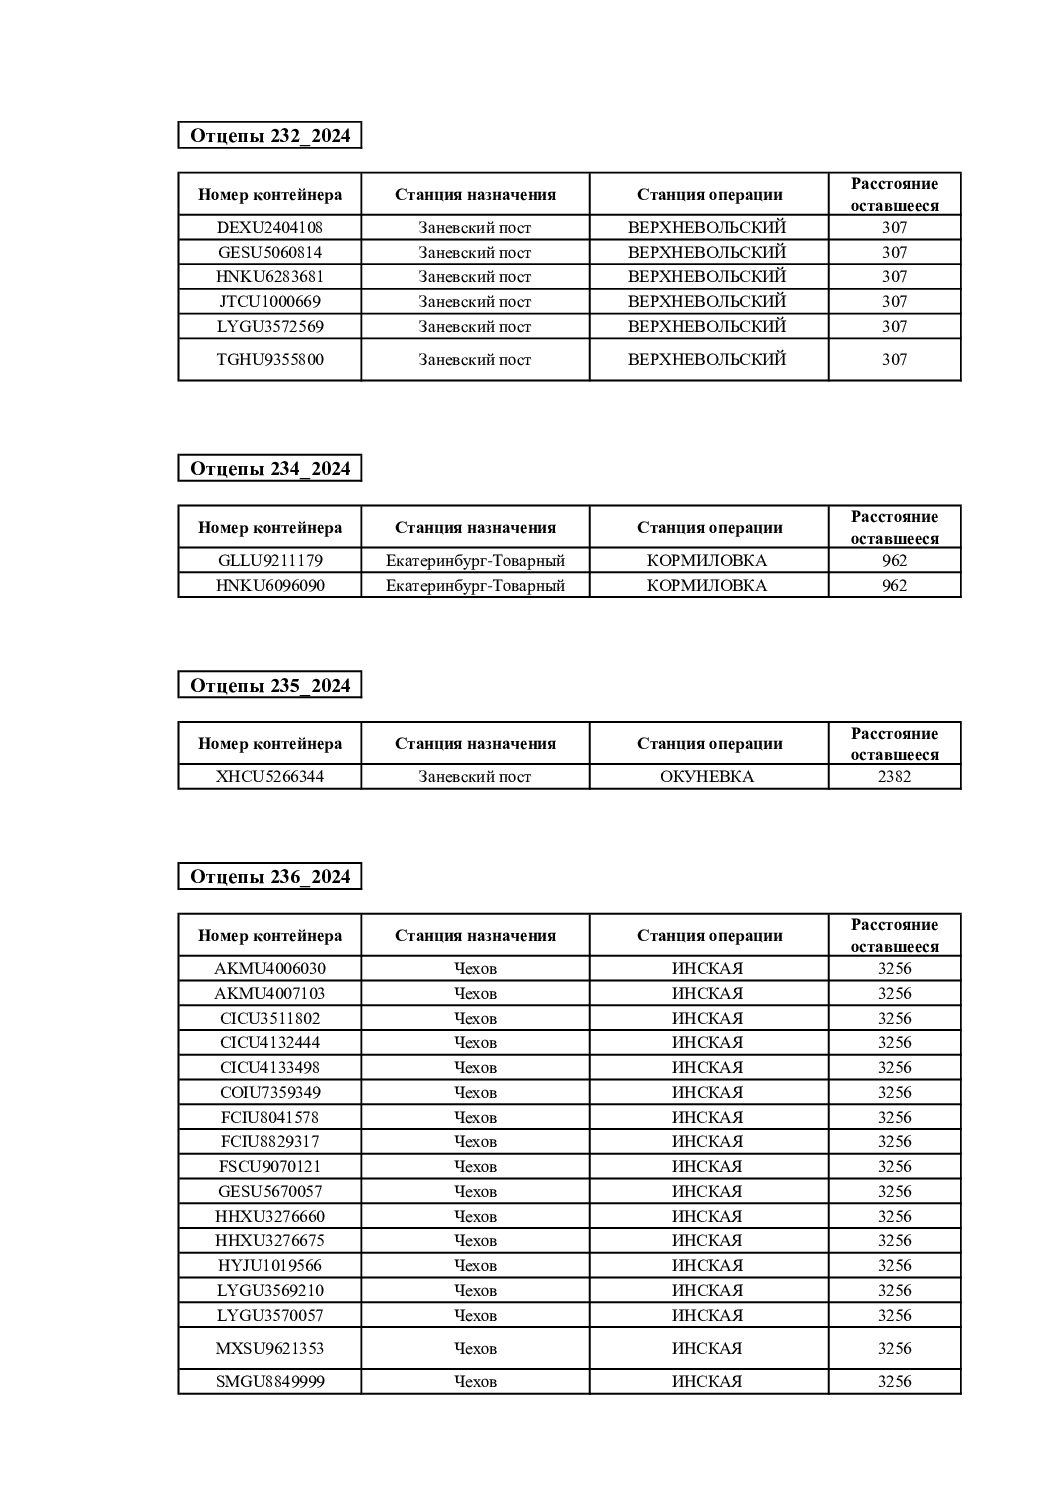 Отцепы 232_2024
Номер контейнера Станция назначения Станция операции Расстояние оставшееся
DEXU2404108 Заневский пост ВЕРХНЕВОЛЬСКИЙ 307
GESU5060814 Заневский пост ВЕРХНЕВОЛЬСКИЙ 307
HNKU6283681 Заневский пост ВЕРХНЕВОЛЬСКИЙ 307
JTCU1000669 Заневский пост ВЕРХНЕВОЛЬСКИЙ 307
LYGU3572569 Заневский пост ВЕРХНЕВОЛЬСКИЙ 307
TGHU9355800 Заневский пост ВЕРХНЕВОЛЬСКИЙ 307
Отцепы 234_2024
Номер контейнера Станция назначения Станция операции Расстояние оставшееся
GLLU9211179 Екатеринбург-Товарный КОРМИЛОВКА 962
HNKU6096090 Екатеринбург-Товарный КОРМИЛОВКА 962
Отцепы 235_2024
Номер контейнера Станция назначения Станция операции Расстояние оставшееся
XHCU5266344 Заневский пост ОКУНЕВКА 2382
Отцепы 236_2024
Номер контейнера Станция назначения Станция операции Расстояние оставшееся
AKMU4006030 Чехов ИНСКАЯ 3256
AKMU4007103 Чехов ИНСКАЯ 3256
CICU3511802 Чехов ИНСКАЯ 3256
CICU4132444 Чехов ИНСКАЯ 3256
CICU4133498 Чехов ИНСКАЯ 3256
COIU7359349 Чехов ИНСКАЯ 3256
FCIU8041578 Чехов ИНСКАЯ 3256
FCIU8829317 Чехов ИНСКАЯ 3256
FSCU9070121 Чехов ИНСКАЯ 3256
GESU5670057 Чехов ИНСКАЯ 3256
HHXU3276660 Чехов ИНСКАЯ 3256
HHXU3276675 Чехов ИНСКАЯ 3256
HYJU1019566 Чехов ИНСКАЯ 3256
LYGU3569210 Чехов ИНСКАЯ 3256
LYGU3570057 Чехов ИНСКАЯ 3256
MXSU9621353 Чехов ИНСКАЯ 3256
SMGU8849999 Чехов ИНСКАЯ 3256